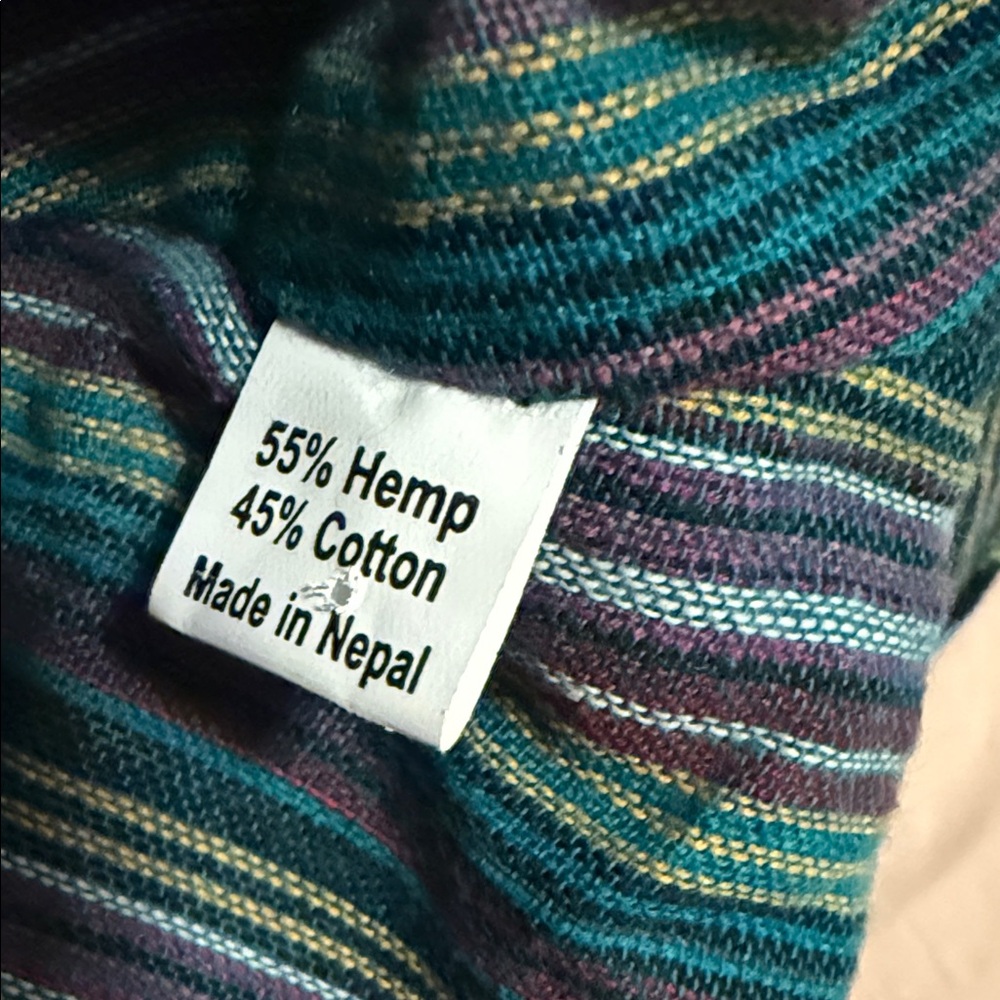 55% Hemp
45% Cotton
Made in Nepal